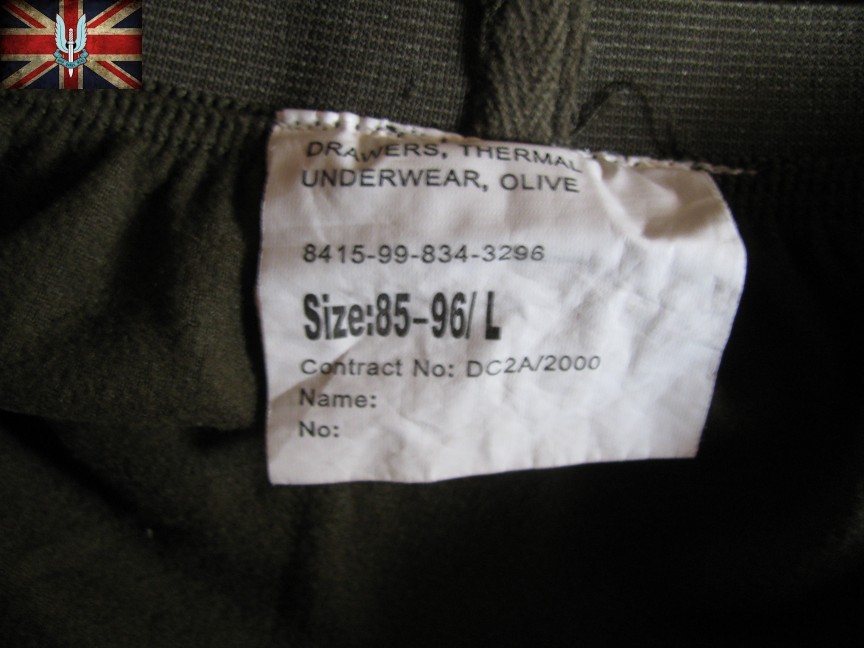 DRAWERS, THERMAL
UNDERWEAR, OLIVE
8415-99-834-3296
Size:85-96/ L
Contract No: DC2A/2000
Name:
No: